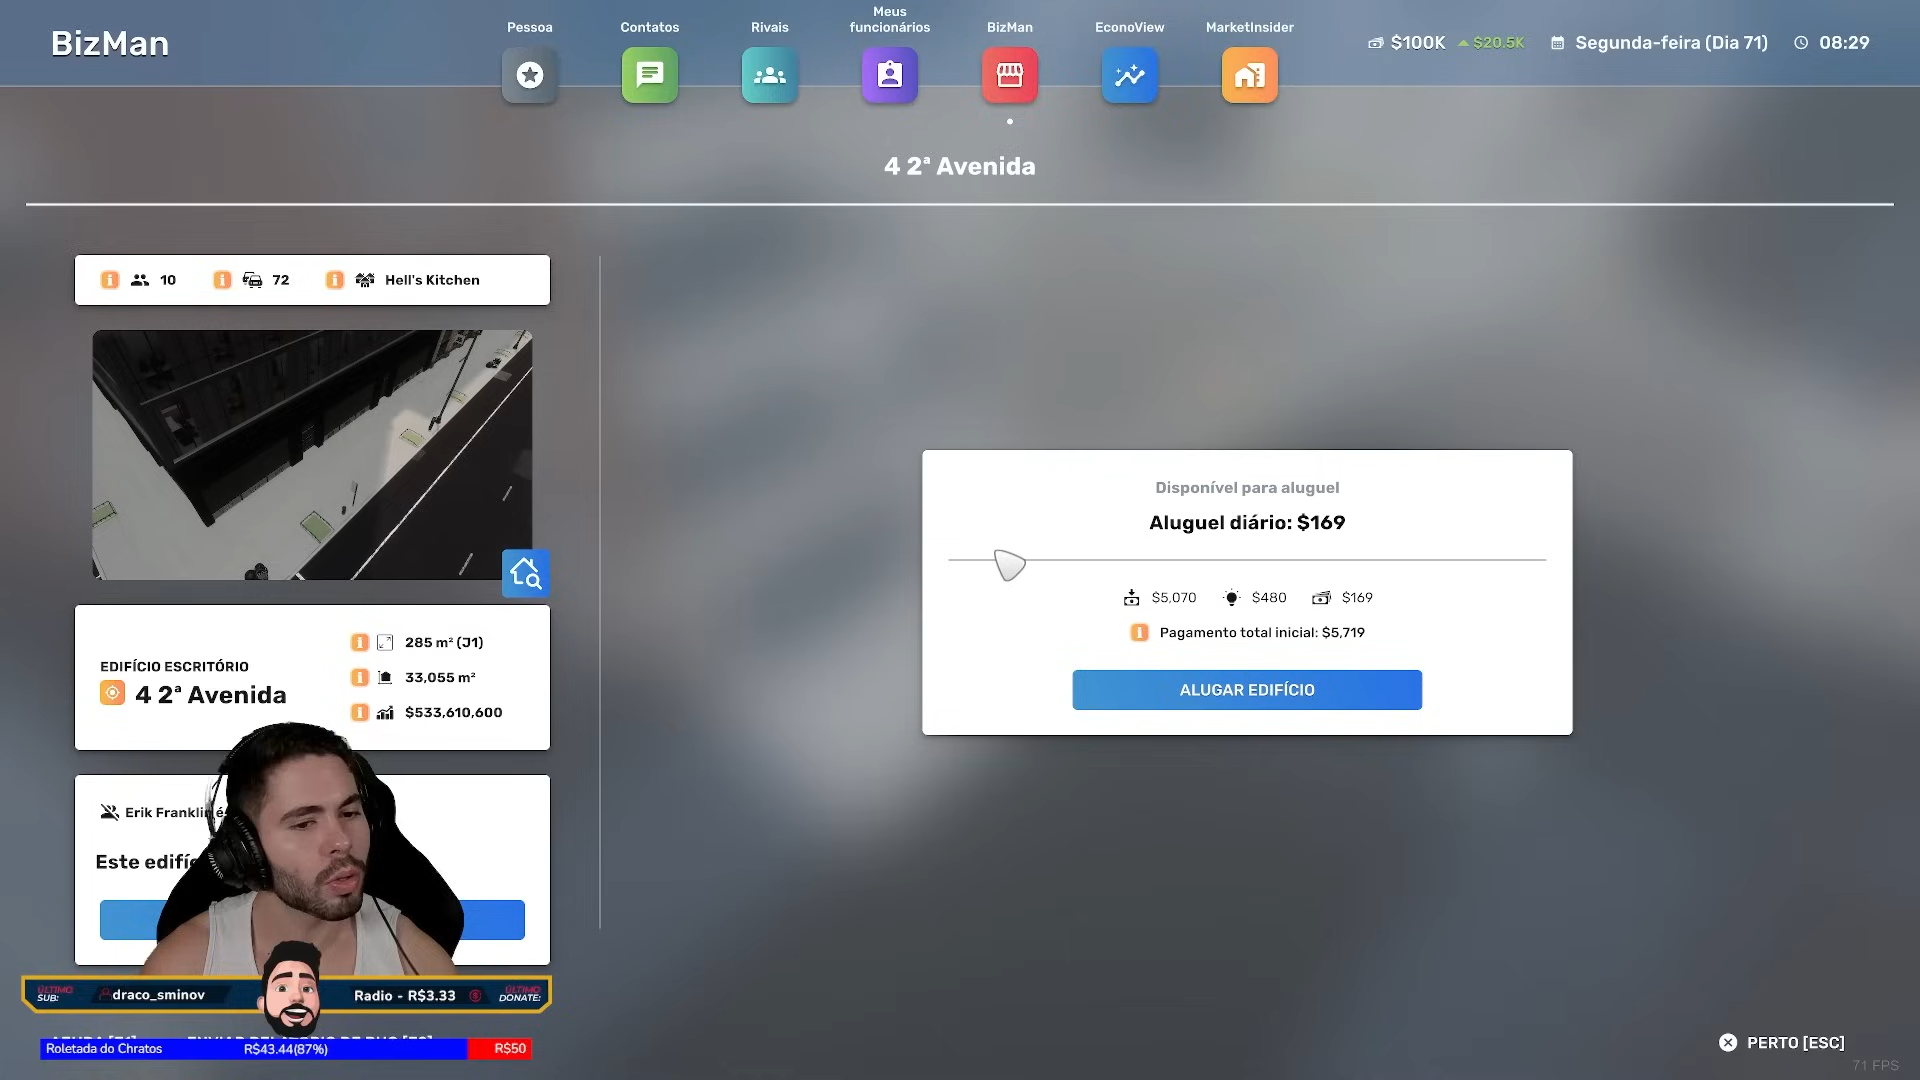 BizMan
Pessoa
Contatos
Rivais
Meus
funcionários
BizMan
EconoView
MarketInsider
$100K
$20.5K
Segunda-feira (Dia 71)
08:29
4 2ª Avenida
10
72
Hell's Kitchen
EDIFÍCIO ESCRITÓRIO
4 2ª Avenida
285 m² (J1)
33,055 m²
$533,610,600
Erik Franklin é
Este edifíc
Disponível para aluguel
Aluguel diário: $169
$5,070
$480
$169
Pagamento total inicial: $5,719
ALUGAR EDIFÍCIO
ÚLTIMO
SUB:
draco_sminov
Radio - R$3.33
ÚLTIMO
DONATE:
Roletada do Chratos
R$43.44(87%)
R$50
PERTO [ESC]
71 FPS